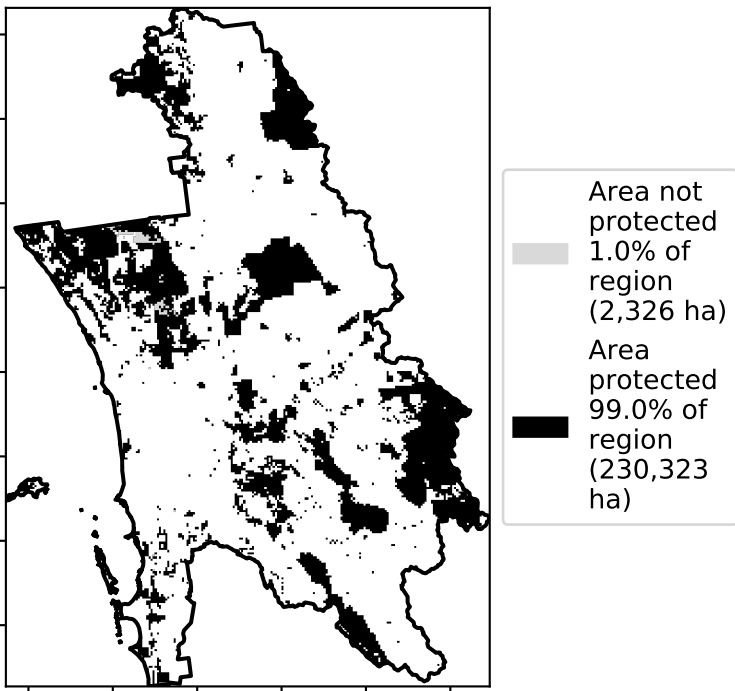 Area not
protected
1.0% of
region
(2,326 ha)
Area
protected
99.0% of
region
(230,323
ha)